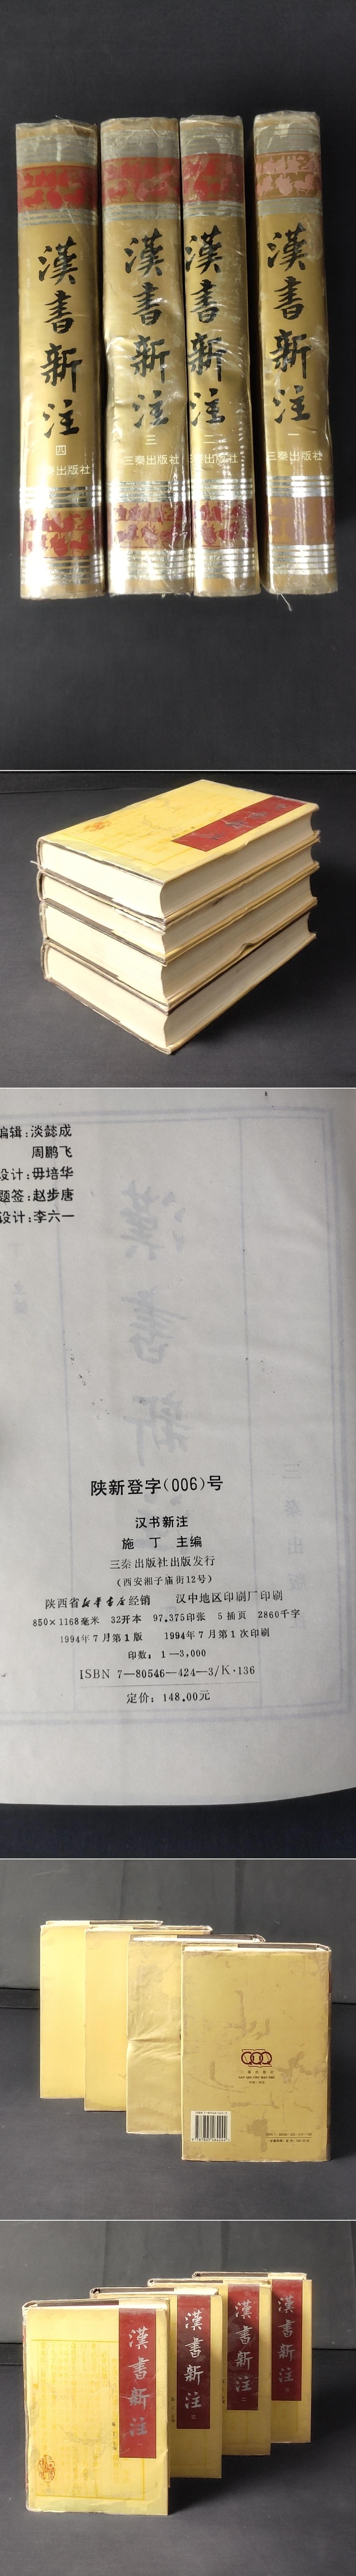 漢書新注
四
三秦出版社
漢書新注
三
三秦出版社
漢書新注
二
三秦出版社
漢書新注
一
三秦出版社
编辑:淡懿成
周鹏飞
设计:毋培华
题签:赵步唐
设计:李六一
陕新登字(006)号
汉书新注
施 丁 主编
三秦出版社出版发行
(西安湘子庙街12号)
陕西省新华书店经销 汉中地区印刷厂印刷
850×1168毫米 32开本 97.375印张 5插页 2860千字
1994年7月第1版 1994年7月第1次印刷
印数:1—3,000
ISBN 7—80546—424—3/K·136
定价:148.00元
漢書新注
漢書新注
三
漢書新注
二
漢書新注